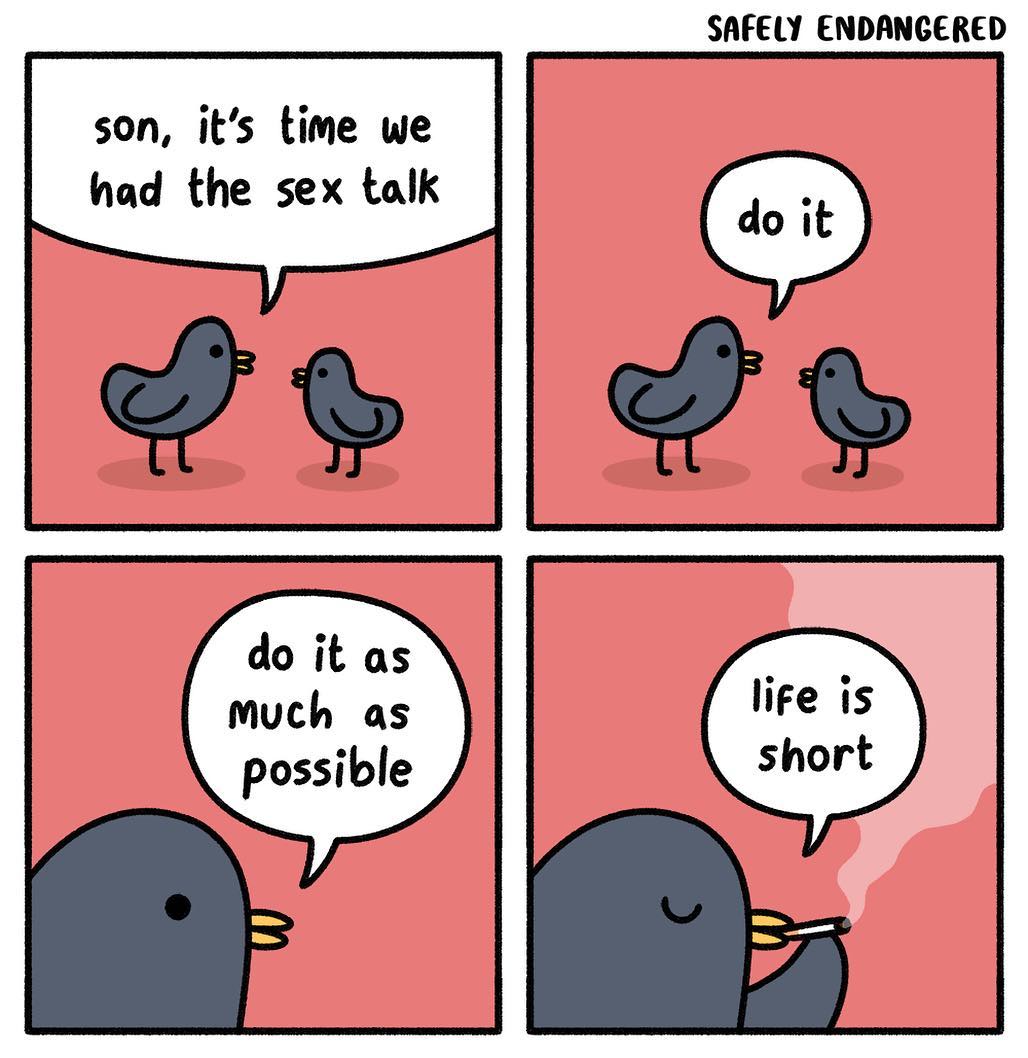 SAFELY ENDANGERED
son, it's time we
had the sex talk
do it
do it as
much as
possible
life is
short